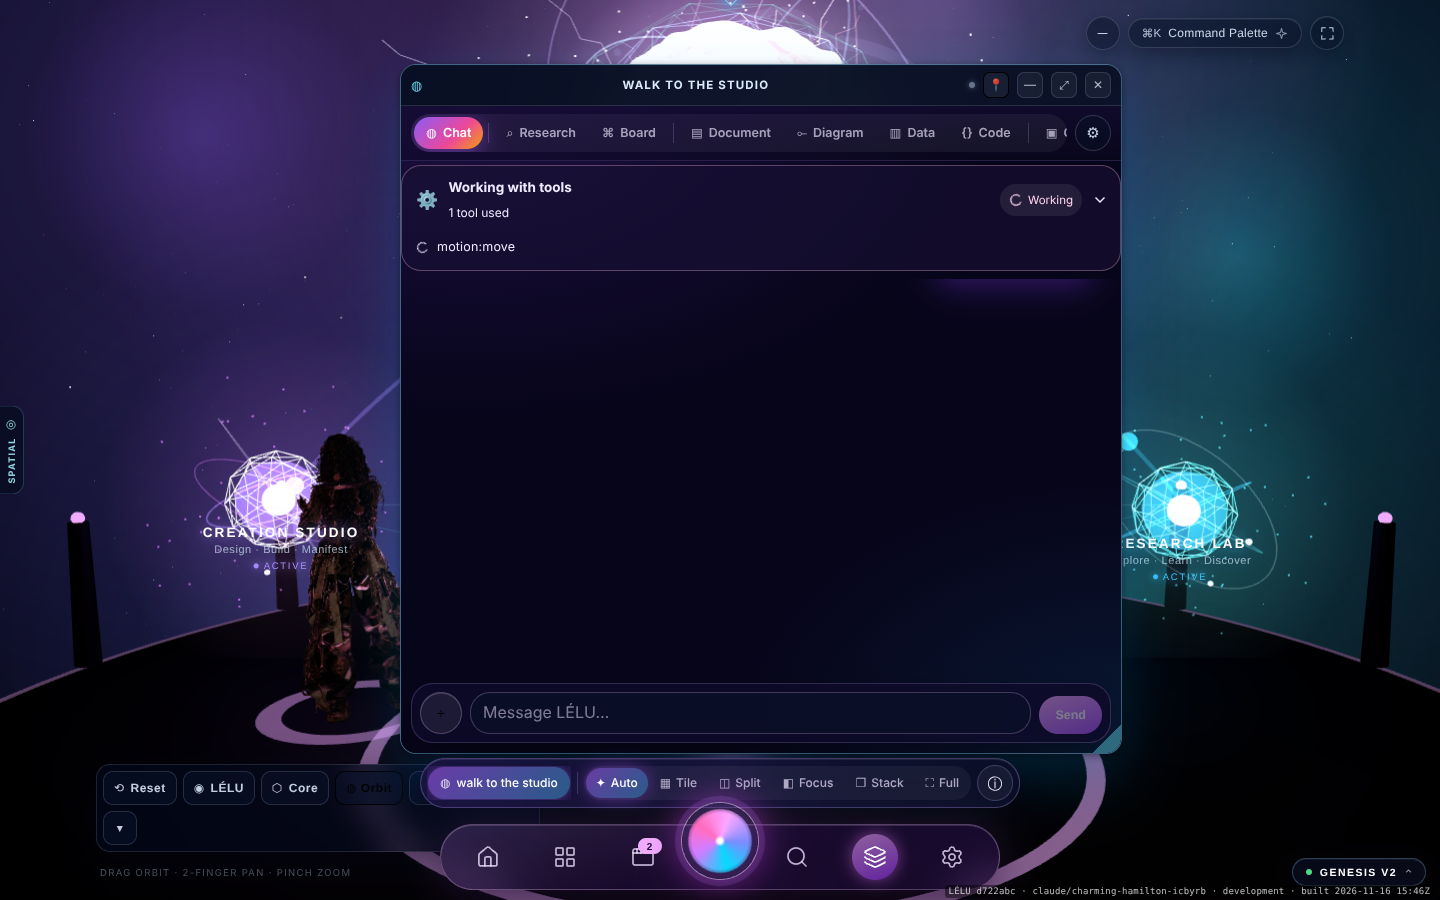 ⌘K Command Palette
WALK TO THE STUDIO
Chat
Research
Board
Document
Diagram
Data
{} Code
Working with tools
1 tool used
Working
motion:move
SPATIAL
CREATION STUDIO
Design · Build · Manifest
ACTIVE
ESEARCH LAB
plore · Learn · Discover
ACTIVE
Message LÉLU...
Send
Reset
LÉLU
Core
Orbit
walk to the studio
Auto
Tile
Split
Focus
Stack
Full
2
DRAG ORBIT · 2-FINGER PAN · PINCH ZOOM
GENESIS V2
LÉLU d722abc · claude/charming-hamilton-icbyrb · development · built 2026-11-16 15:46Z